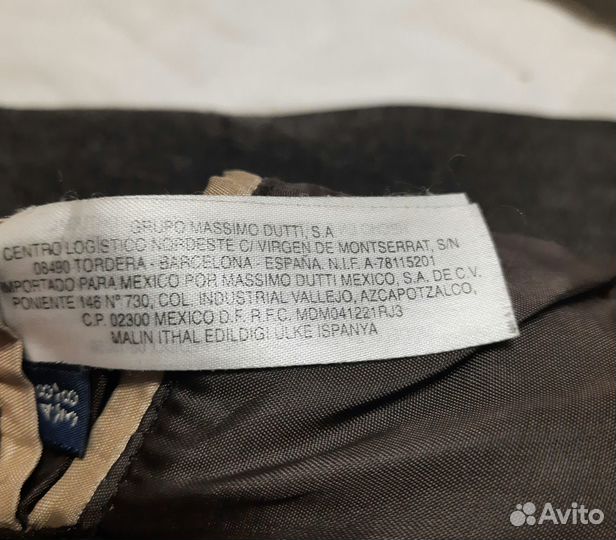 GRUPO MASSIMO DUTTI, S.A
CENTRO LOGÍSTICO NORDESTE C/ VIRGEN DE MONTSERRAT, S/N
08490 TORDERA - BARCELONA - ESPAÑA. N.I.F. A-78115201
IMPORTADO PARA MEXICO POR MASSIMO DUTTI MEXICO, S.A. DE C.V.
PONIENTE 146 Nº 730, COL. INDUSTRIAL VALLEJO, AZCAPOTZALCO,
C.P. 02300 MEXICO D.F. R.F.C. MDM041221RJ3
MALIN ITHAL EDILDIGI ULKE ISPANYA
Avito